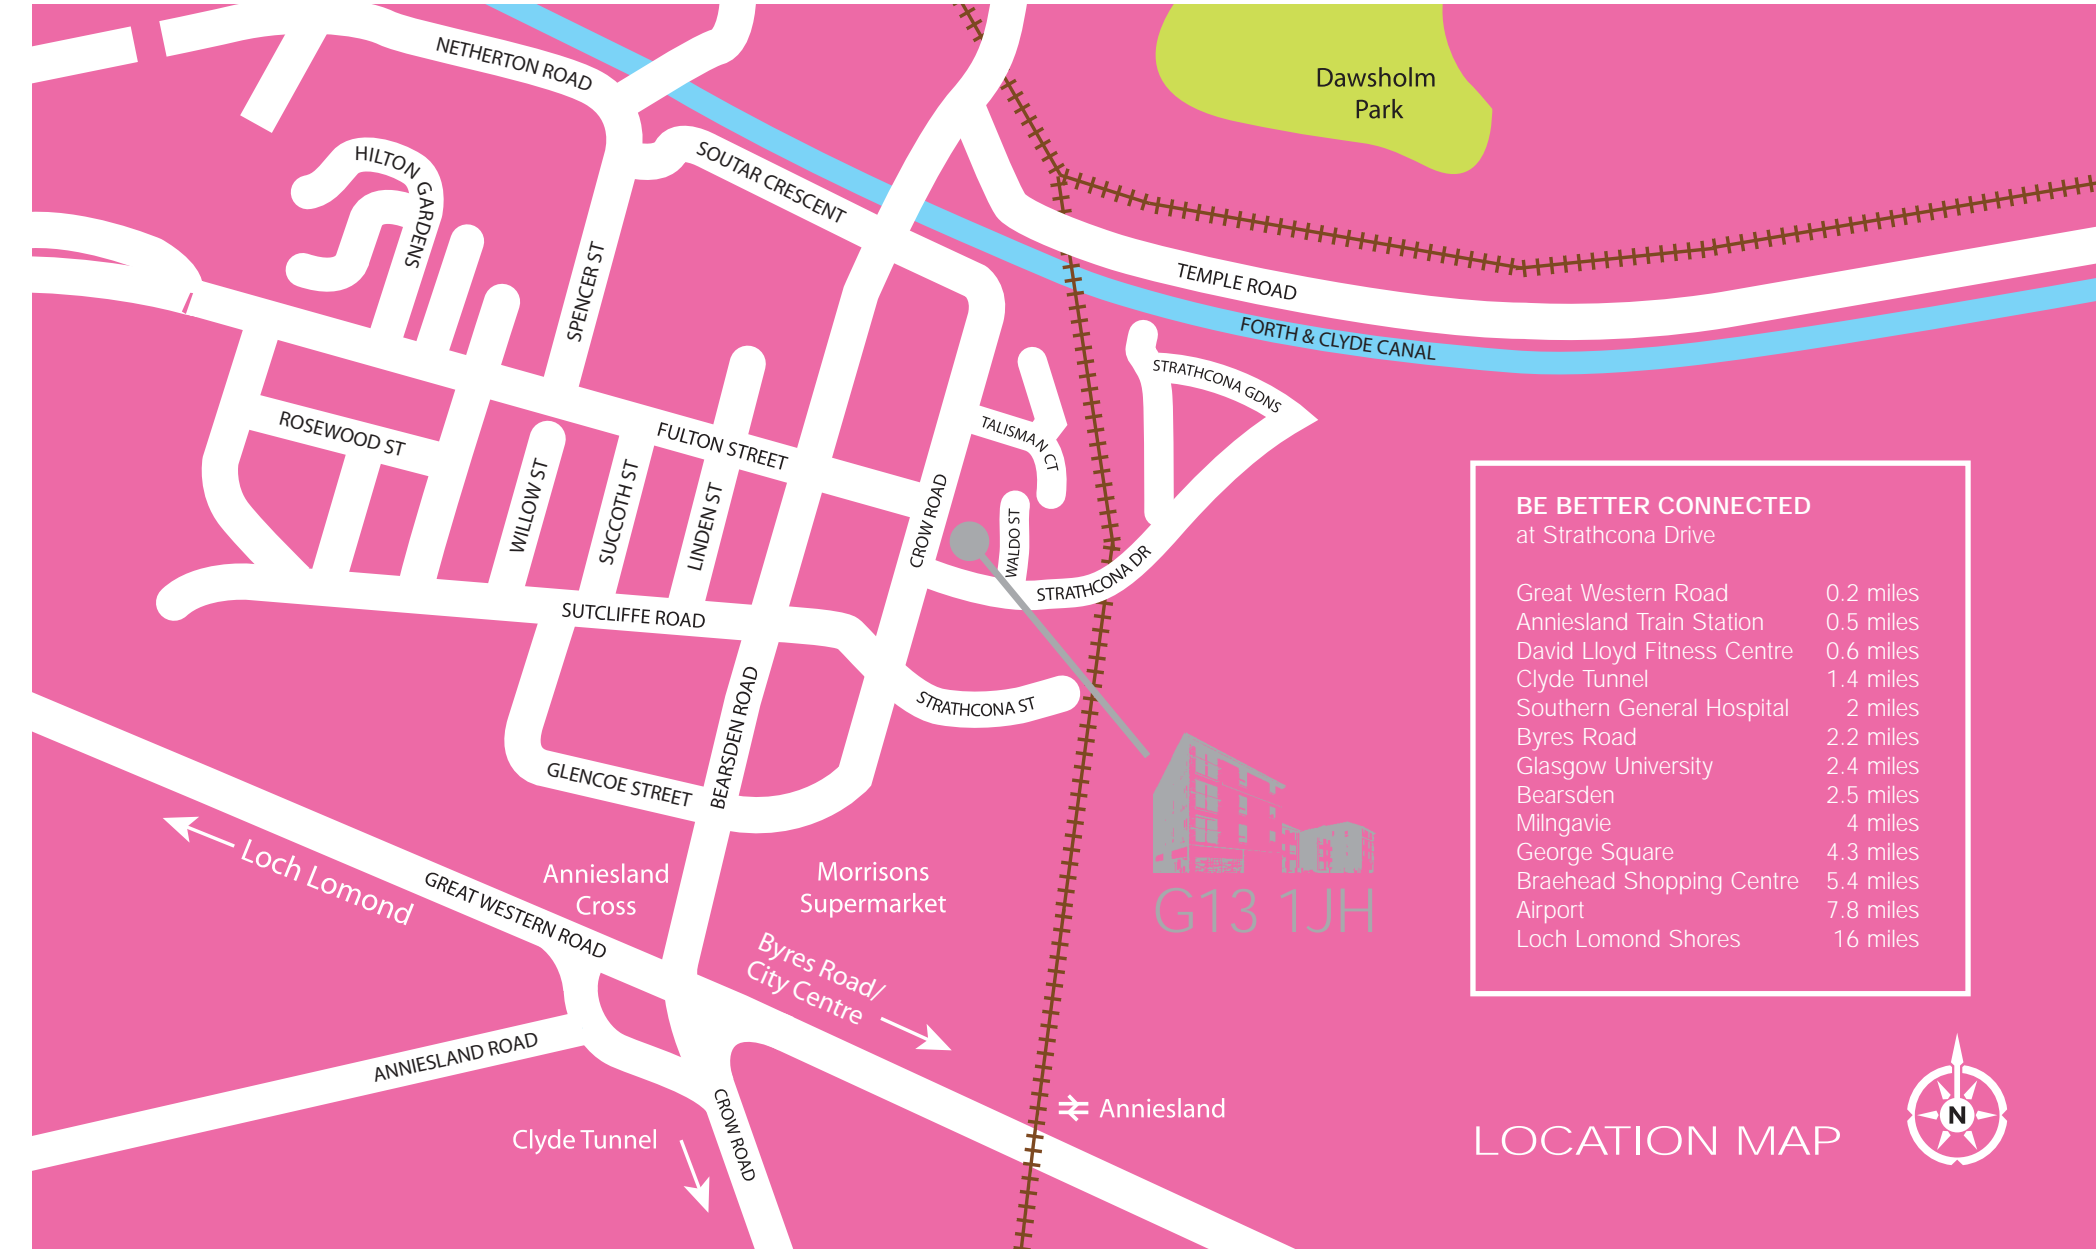 NETHERTON ROAD
Dawsholm
Park
HILTON GARDENS
SOUTAR CRESCENT
SPENCER ST
TEMPLE ROAD
FORTH & CLYDE CANAL
STRATHCONA GDNS
ROSEWOOD ST
FULTON STREET
TALISMAN CT
WILLOW ST
SUCCOTH ST
LINDEN ST
CROW ROAD
WALDO ST
STRATHCONA DR
SUTCLIFFE ROAD
STRATHCONA ST
BEARSDEN ROAD
GLENCOE STREET
BE BETTER CONNECTED
at Strathcona Drive
Great Western Road 0.2 miles
Anniesland Train Station 0.5 miles
David Lloyd Fitness Centre 0.6 miles
Clyde Tunnel 1.4 miles
Southern General Hospital 2 miles
Byres Road 2.2 miles
Glasgow University 2.4 miles
Bearsden 2.5 miles
Milngavie 4 miles
George Square 4.3 miles
Braehead Shopping Centre 5.4 miles
Airport 7.8 miles
Loch Lomond Shores 16 miles
Loch Lomond
GREAT WESTERN ROAD
Anniesland
Cross
Morrisons
Supermarket
G13 1JH
Byres Road/
City Centre
ANNIESLAND ROAD
CROW ROAD
Clyde Tunnel
Anniesland
LOCATION MAP
N